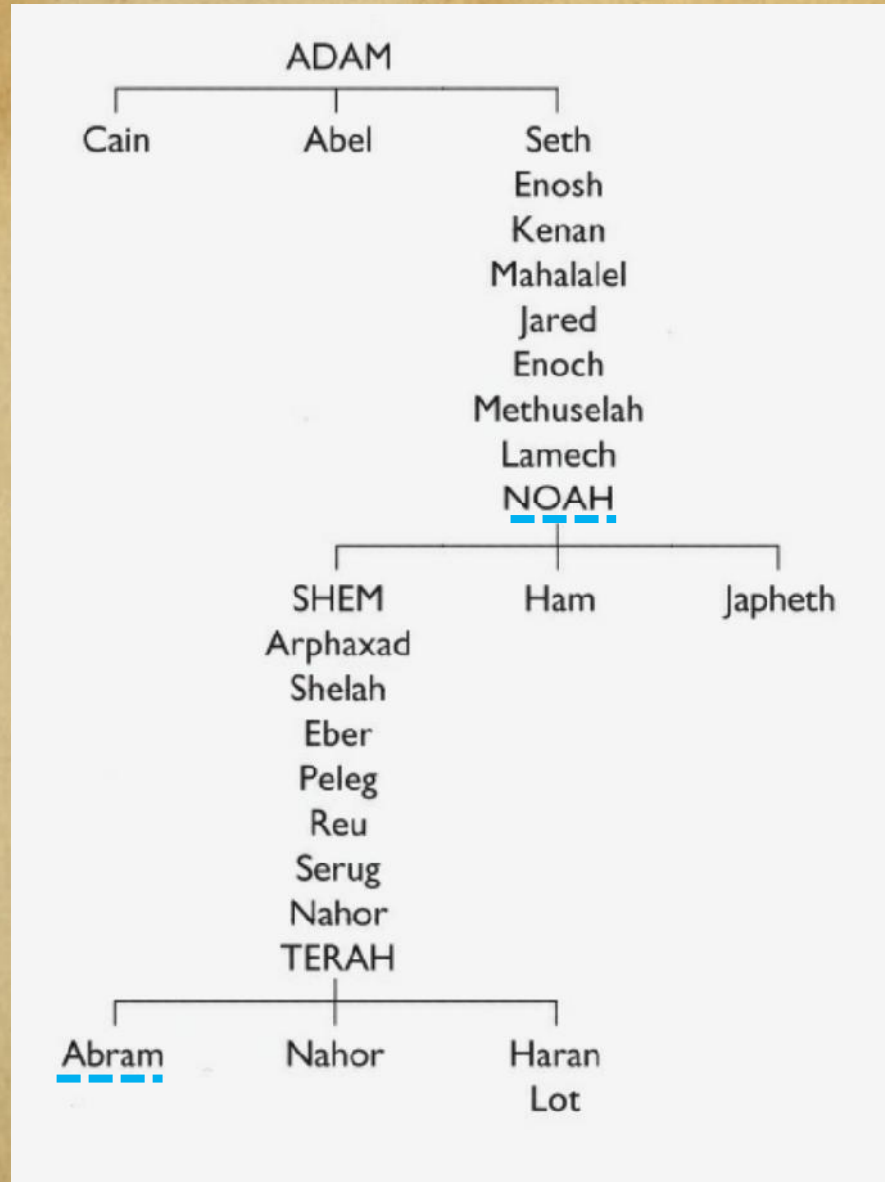 ADAM
Cain Abel Seth
Enosh
Kenan
Mahalalel
Jared
Enoch
Methuselah
Lamech
NOAH
SHEM Ham Japheth
Arphaxad
Shelah
Eber
Peleg
Reu
Serug
Nahor
TERAH
Abram Nahor Haran
Lot